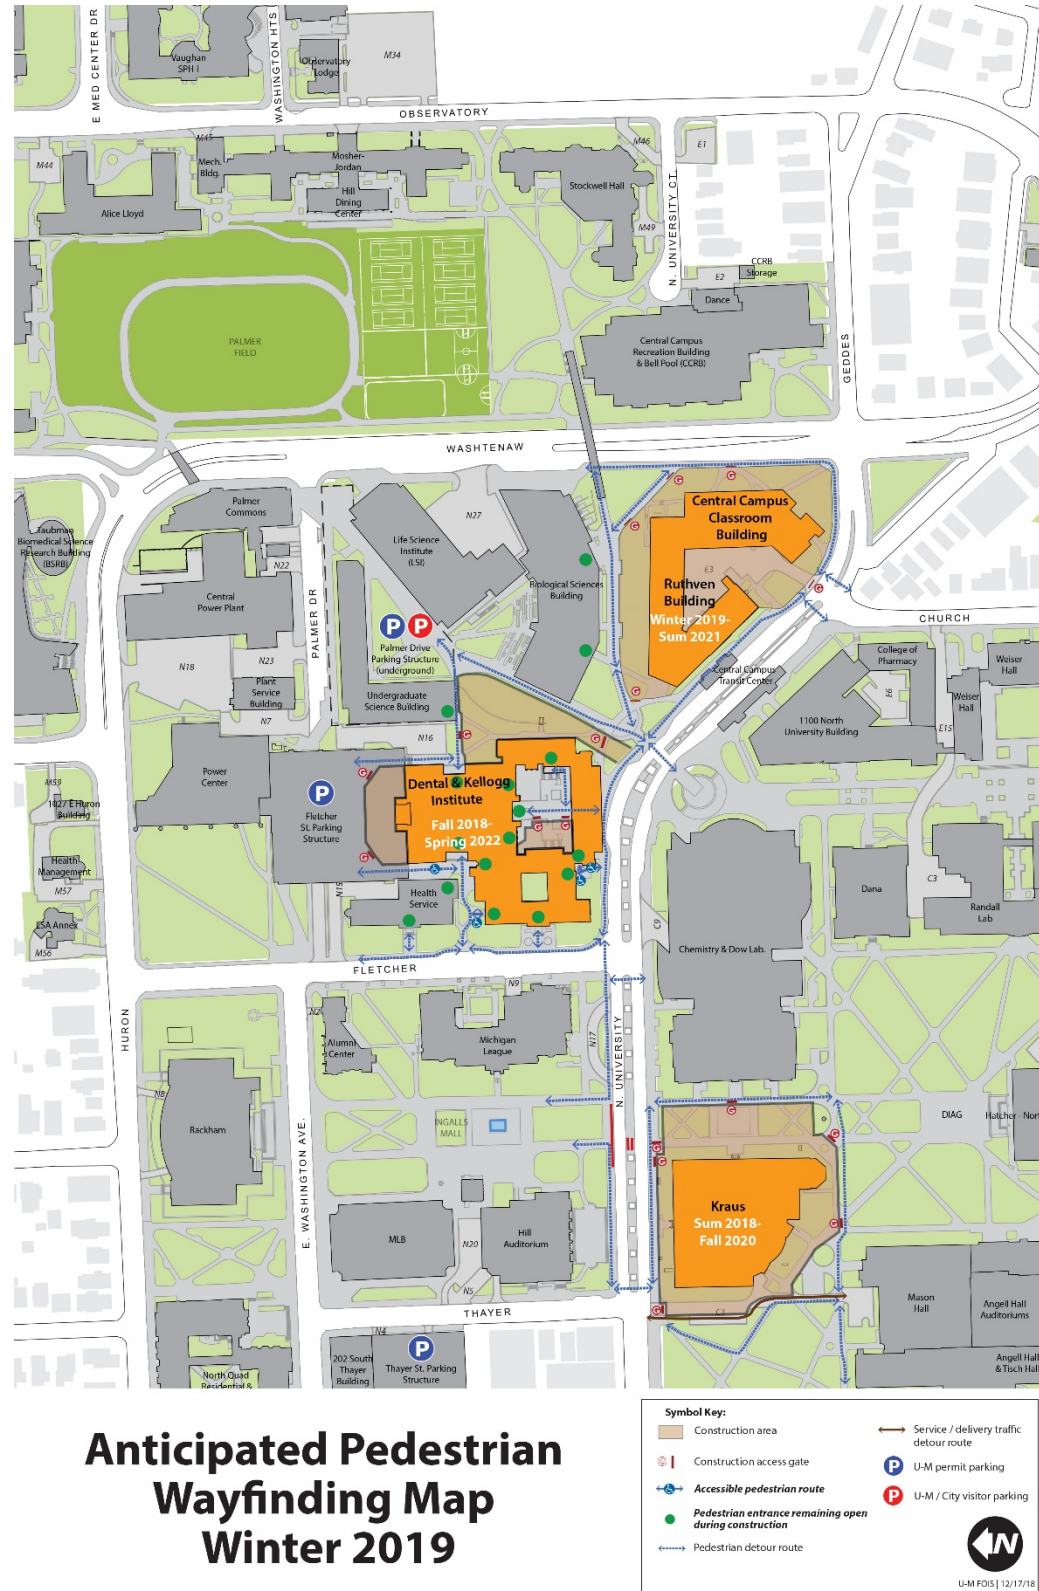 E MED CENTER DR
WASHINGTON HTS
Vaughan
SPH I
Observatory
Lodge
M34
OBSERVATORY
M44
M45
Mech.
Bldg.
Mosher-
Jordan
Hill
Dining
Center
Alice Lloyd
Stockwell Hall
M46
E1
M49
N. UNIVERSITY CT.
CCRB
Storage
E2
Dance
Central Campus
Recreation Building
& Bell Pool (CCRB)
GEDDES
PALMER
FIELD
WASHTENAW
Palmer
Commons
Taubman
Biomedical Science
Research Building
(BSRB)
N27
Life Science
Institute
(LSI)
N22
Central
Power Plant
PALMER DR
Biological Sciences
Building
Central Campus
Classroom
Building
E3
Ruthven
Building
Winter 2019-
Sum 2021
CHURCH
P P
Palmer Drive
Parking Structure
(underground)
N18
N23
Plant
Service
Building
N7
Undergraduate
Science Building
N16
Central Campus
Transit Center
College of
Pharmacy
E6
Weiser
Hall
Weiser
Hall
E15
1100 North
University Building
Power
Center
M59
1027 E Huron
Building
P
Fletcher
St. Parking
Structure
Dental & Kellogg
Institute
Fall 2018-
Spring 2022
Health
Management
M57
N15
Health
Service
ESA Annex
M56
Dana
C3
Randall
Lab
C9
Chemistry & Dow Lab.
FLETCHER
HURON
N2
N9
Alumni
Center
Michigan
League
N17
N. UNIVERSITY
N8
Rackham
INGALLS
MALL
DIAG
E. WASHINGTON AVE.
MLB
N20
Hill
Auditorium
N5
Kraus
Sum 2018-
Fall 2020
C1
Mason
Hall
Angell Hall
Auditoriums
THAYER
N4
202 South
Thayer
Building
P
Thayer St. Parking
Structure
North Quad
Residential &
Angell Hall
& Tisch Hall
Anticipated Pedestrian
Wayfinding Map
Winter 2019
Symbol Key:
Construction area
G Construction access gate
Accessible pedestrian route
Pedestrian entrance remaining open
during construction
Pedestrian detour route
Service / delivery traffic
detour route
P U-M permit parking
P U-M / City visitor parking
N
U-M FOIS | 12/17/18